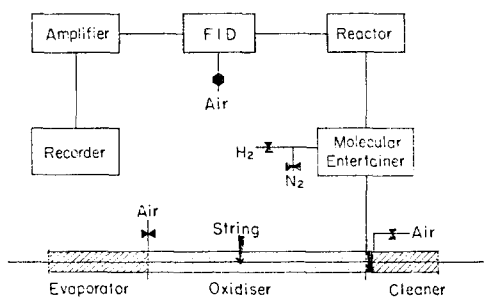 Amplifier
FID
Reactor
Air
Recorder
H2
N2
Molecular
Entertainer
Air
String
Air
Evaporator
Oxidiser
Cleaner